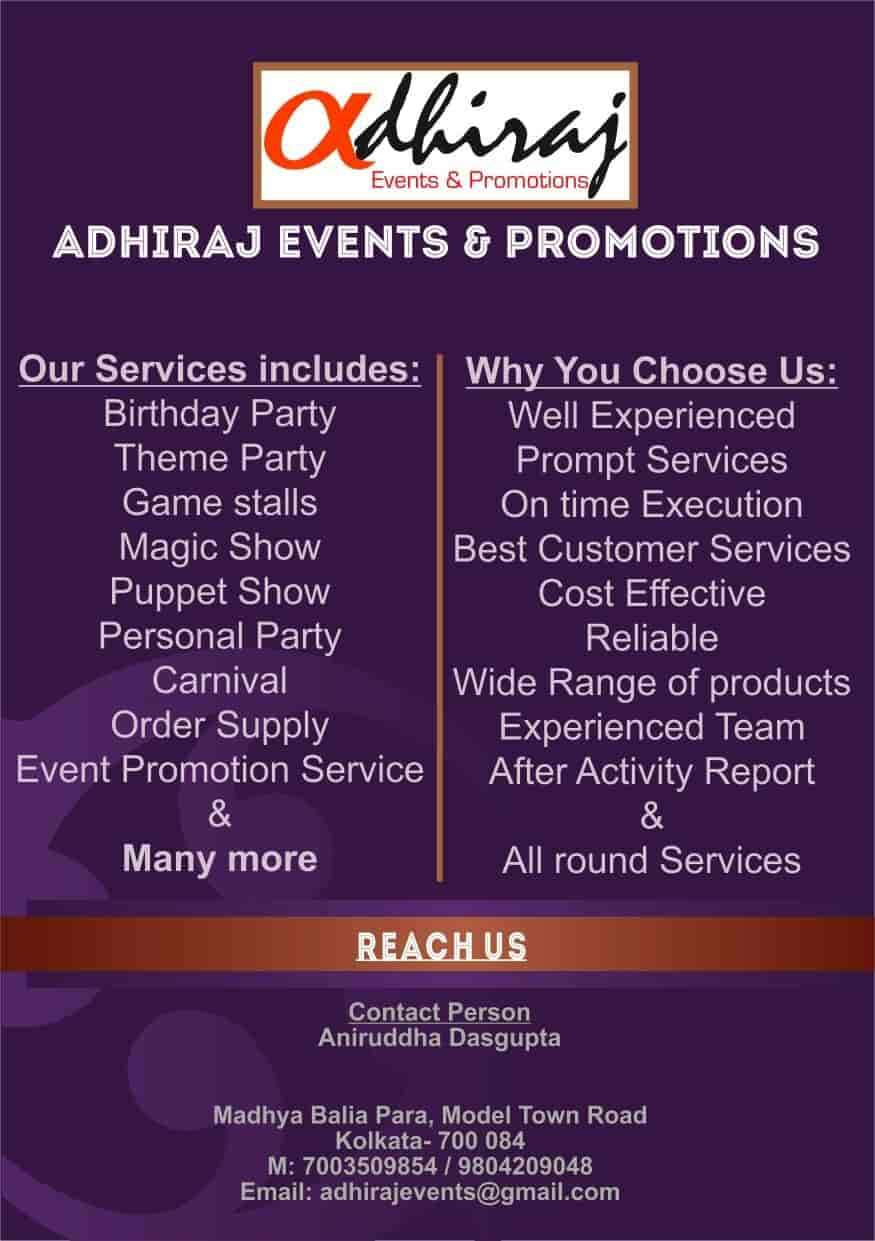 αdhiraj
Events & Promotions
ADHIRAJ EVENTS & PROMOTIONS
Our Services includes:
Birthday Party
Theme Party
Game stalls
Magic Show
Puppet Show
Personal Party
Carnival
Order Supply
Event Promotion Service
&
Many more
Why You Choose Us:
Well Experienced
Prompt Services
On time Execution
Best Customer Services
Cost Effective
Reliable
Wide Range of products
Experienced Team
After Activity Report
&
All round Services
REACH US
Contact Person
Aniruddha Dasgupta
Madhya Balia Para, Model Town Road
Kolkata- 700 084
M: 7003509854 / 9804209048
Email: adhirajevents@gmail.com